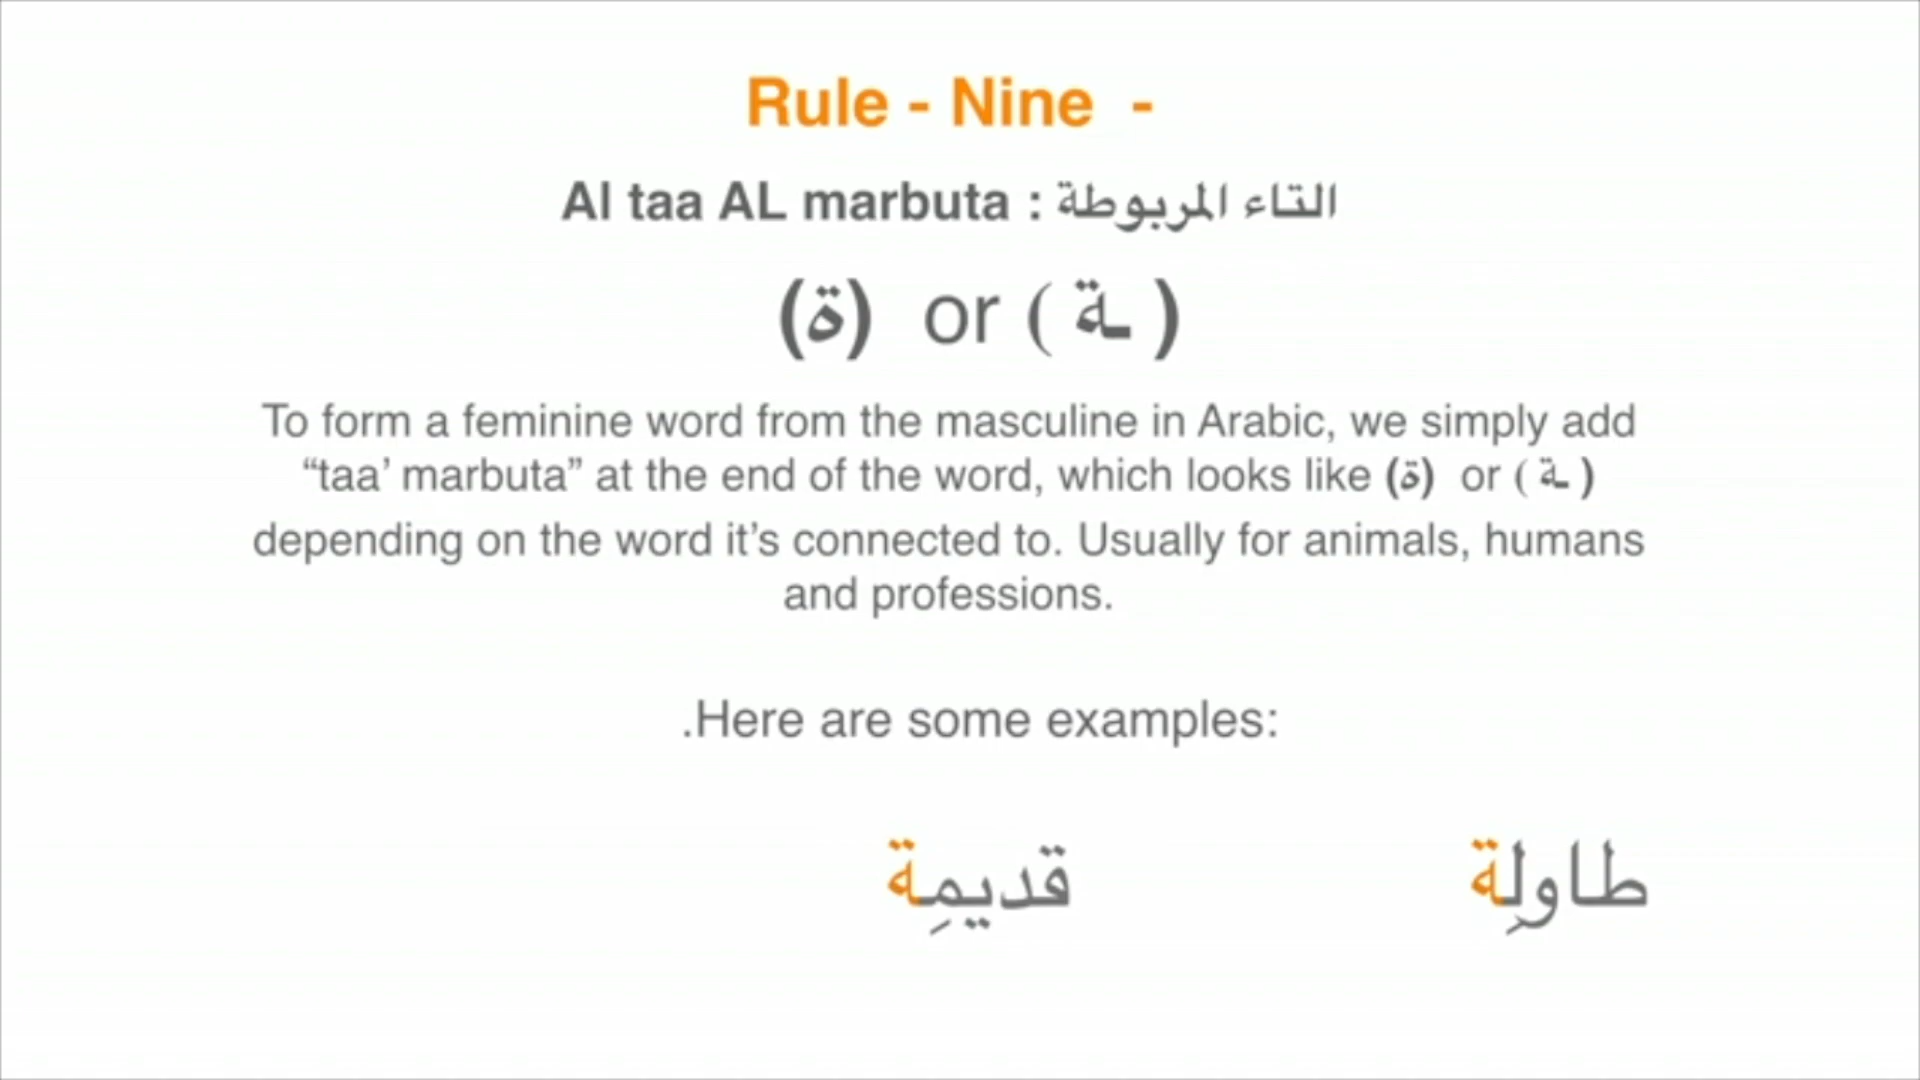 Rule - Nine -
Al taa AL marbuta : التاء المربوطة
(ة) or ( ـة )
To form a feminine word from the masculine in Arabic, we simply add
“taa’ marbuta” at the end of the word, which looks like (ة) or ( ـة )
depending on the word it’s connected to. Usually for animals, humans
and professions.
.Here are some examples:
طاولِة قديمِة